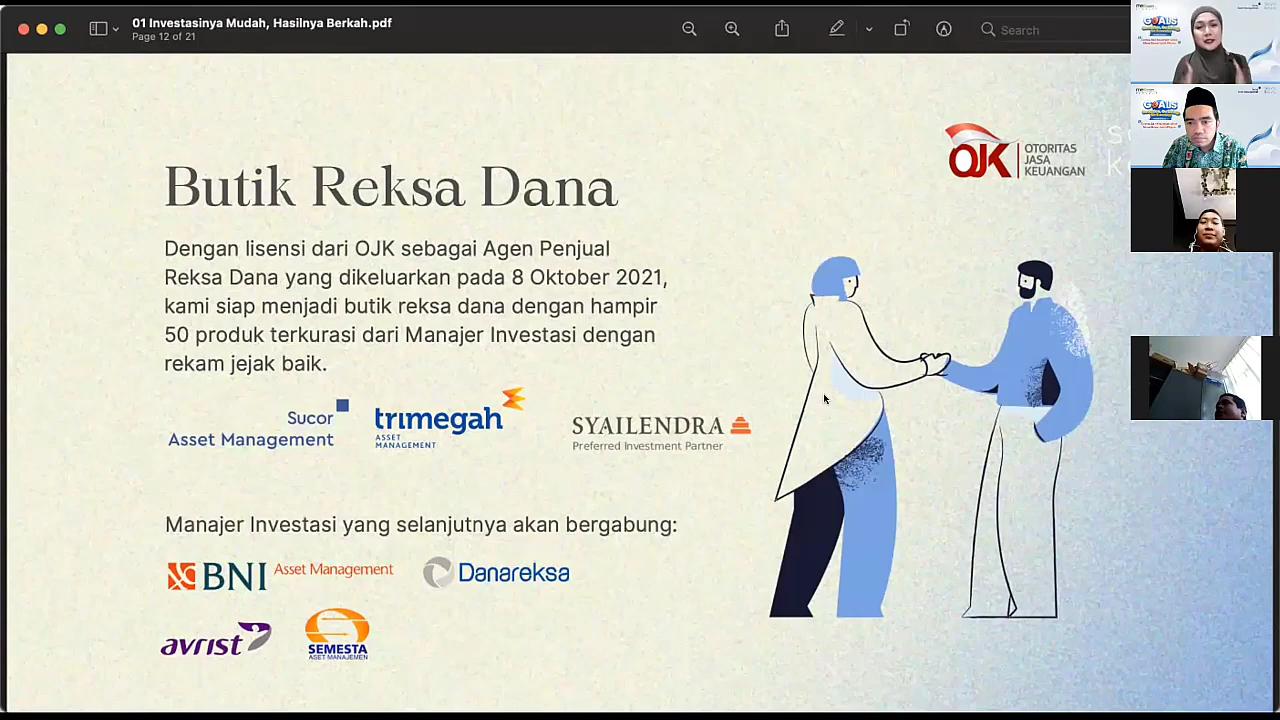 01 Investasinya Mudah, Hasilnya Berkah.pdf
Page 12 of 21
Search
OJK
OTORITAS
JASA
KEUANGAN
Butik Reksa Dana
Dengan lisensi dari OJK sebagai Agen Penjual
Reksa Dana yang dikeluarkan pada 8 Oktober 2021,
kami siap menjadi butik reksa dana dengan hampir
50 produk terkurasi dari Manajer Investasi dengan
rekam jejak baik.
Sucor
Asset Management
trimegah
ASSET
MANAGEMENT
SYAILENDRA
Preferred Investment Partner
Manajer Investasi yang selanjutnya akan bergabung:
BNI Asset Management
Danareksa
avrist
SEMESTA
ASET MANAJEMEN
GOALS
GOALS